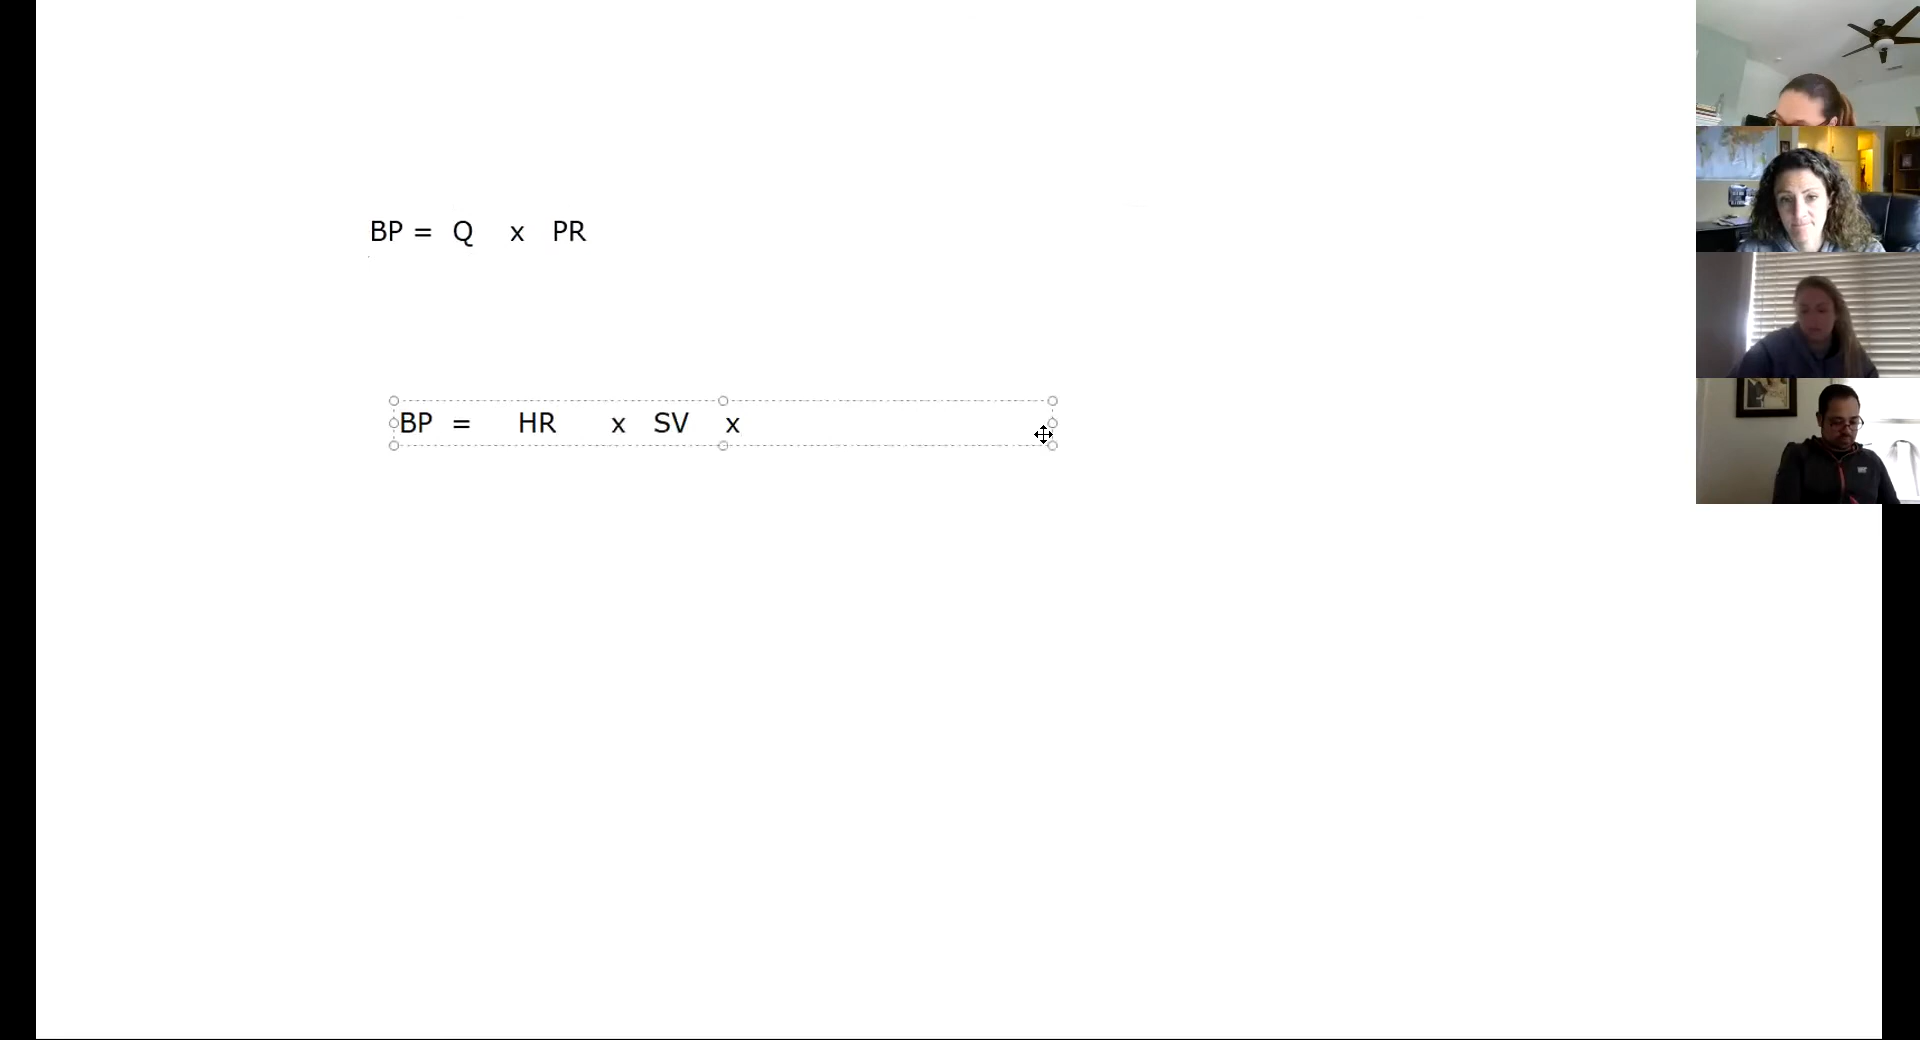 BP = Q x PR
BP = HR x SV x